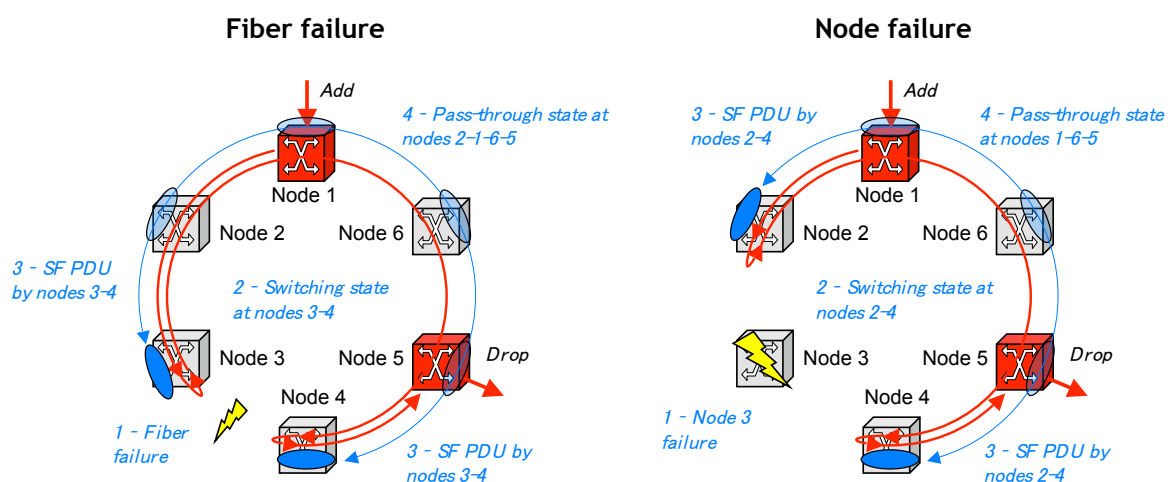 Fiber failure
Add
4 - Pass-through state at
nodes 2-1-6-5
Node 1
Node 2
Node 6
3 - SF PDU
by nodes 3-4
2 - Switching state
at nodes 3-4
Node 3
Node 5
Drop
Node 4
1 - Fiber
failure
3 - SF PDU by
nodes 3-4
Node failure
Add
3 - SF PDU by
nodes 2-4
4 - Pass-through state
at nodes 1-6-5
Node 1
Node 2
Node 6
2 - Switching state at
nodes 2-4
Node 3
Node 5
Drop
Node 4
1 - Node 3
failure
3 - SF PDU by
nodes 2-4